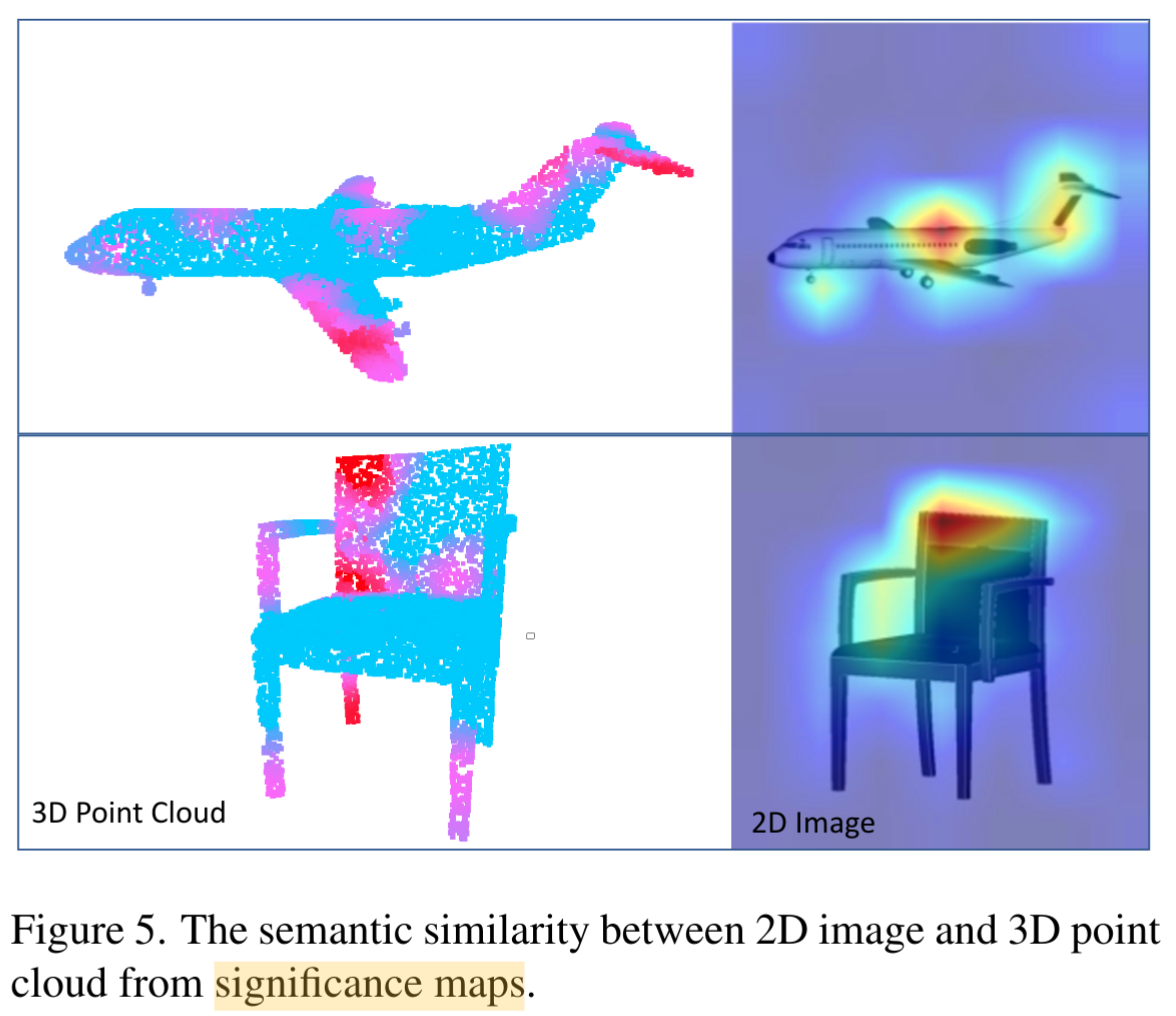 3D Point Cloud
2D Image
Figure 5. The semantic similarity between 2D image and 3D point
cloud from significance maps.